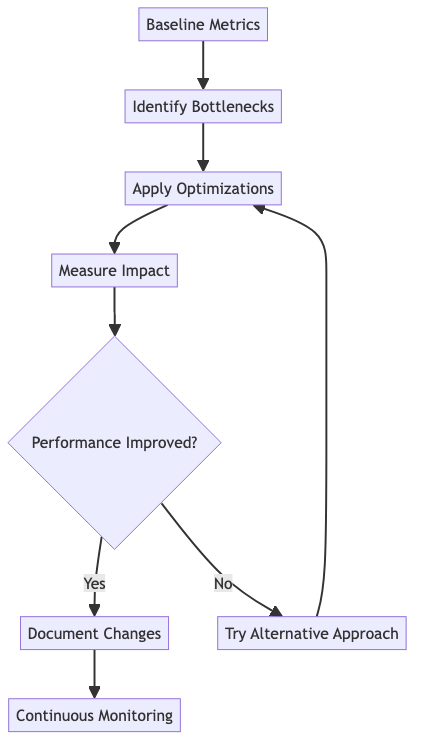 Baseline Metrics
Identify Bottlenecks
Apply Optimizations
Measure Impact
Performance Improved?
Yes
No
Document Changes
Try Alternative Approach
Continuous Monitoring